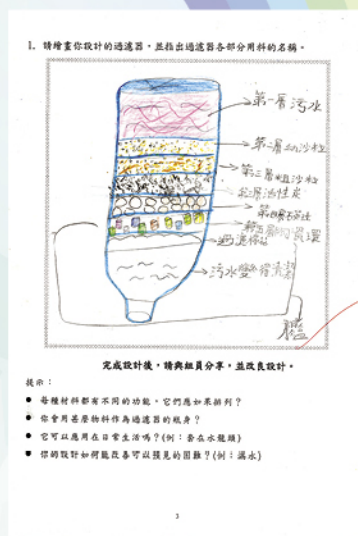 1. 請繪畫你設計的過濾器，並指出過濾器各部分用料的名稱。
第一層污水
第二層幼沙粒
第三層粗沙粒
活性炭
第四層
污水變得清潔
完成設計後，請與組員分享，並改良設計。
提示：
● 每種材料都有不同的功能，它們應如果排列？
● 你會用甚麼物料作為過濾器的瓶身？
● 它可以應用在日常生活嗎？(例：套在水龍頭)
● 你的設計如何能改善可以預見的困難？(例：漏水)
3